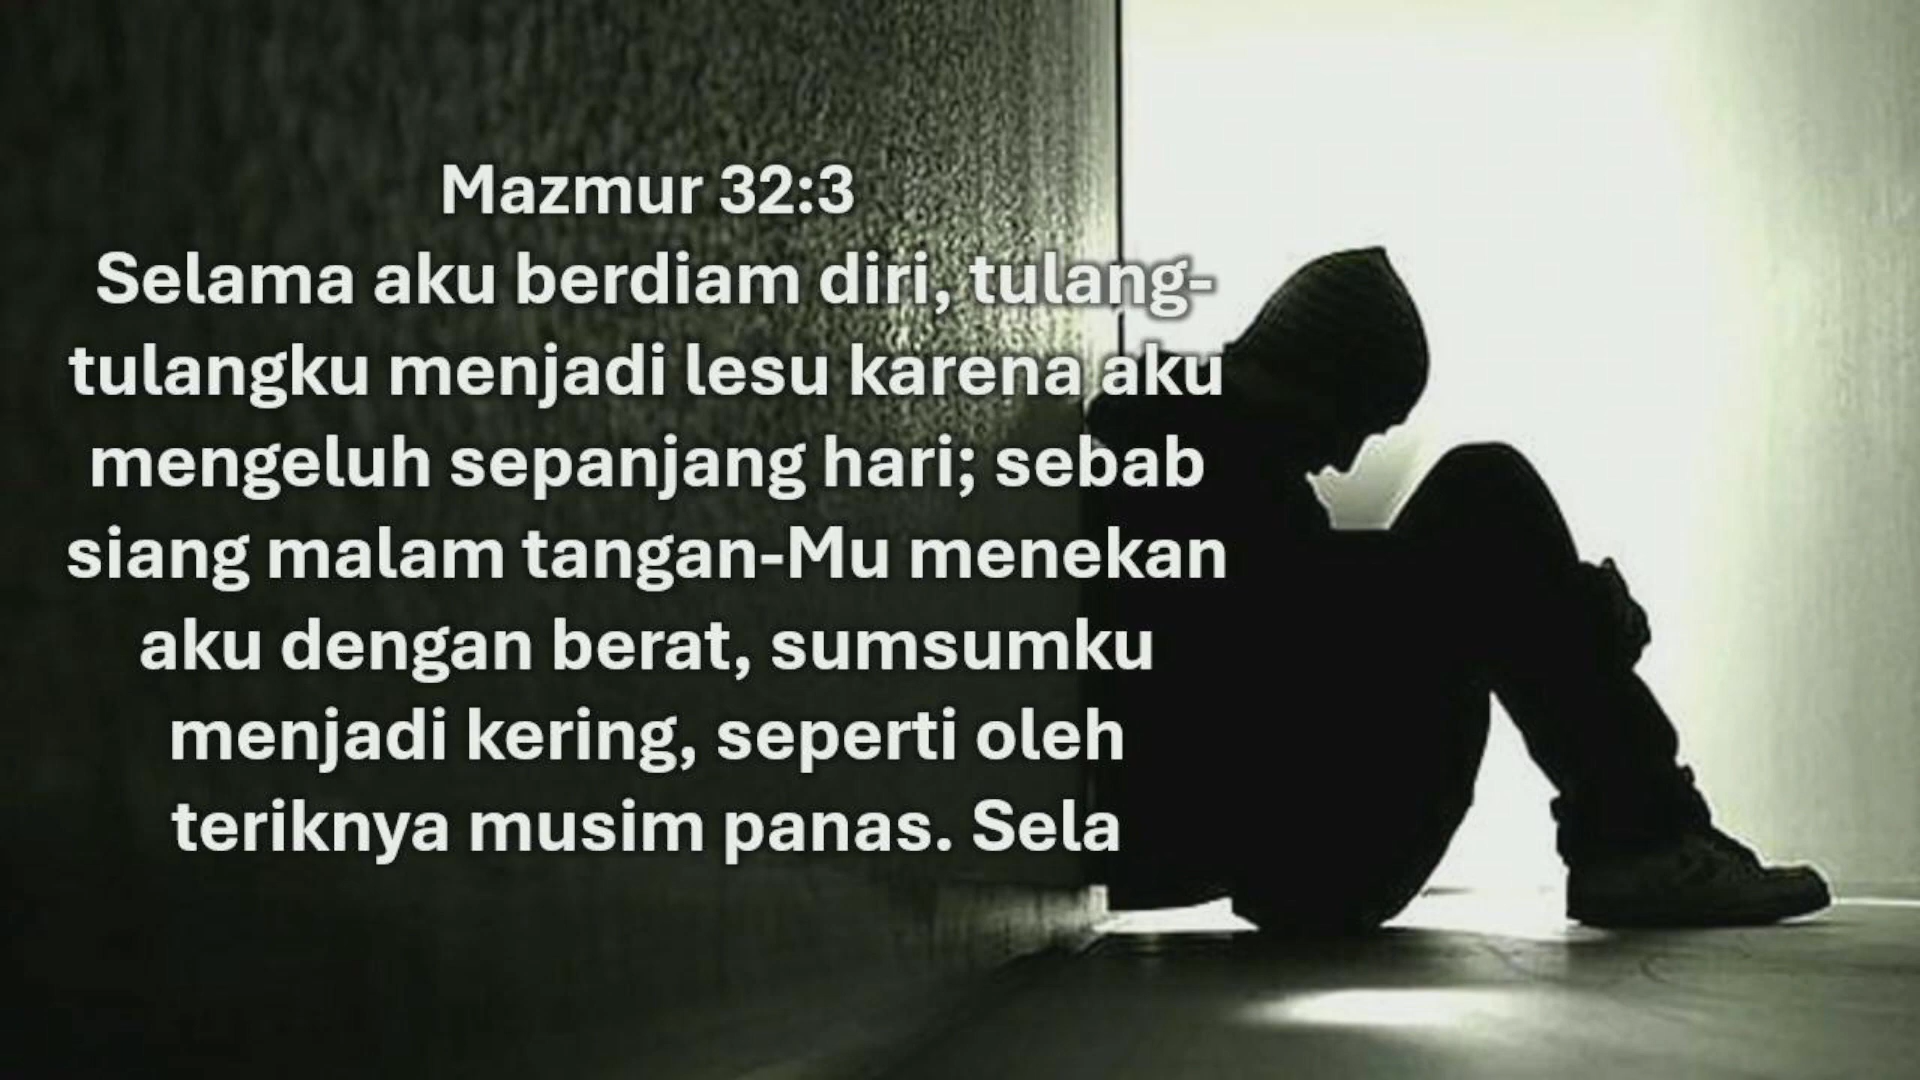 Mazmur 32:3
Selama aku berdiam diri, tulang-
tulangku menjadi lesu karena aku
mengeluh sepanjang hari; sebab
siang malam tangan-Mu menekan
aku dengan berat, sumsumku
menjadi kering, seperti oleh
teriknya musim panas. Sela